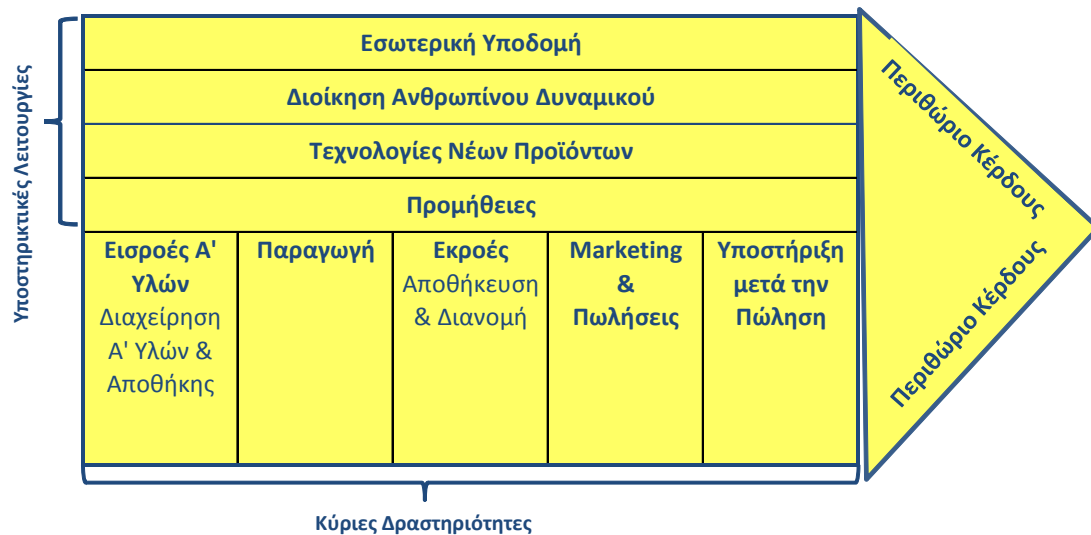 Υποστηρικτικές Λειτουργίες
Εσωτερική Υποδομή
Διοίκηση Ανθρωπίνου Δυναμικού
Τεχνολογίες Νέων Προϊόντων
Προμήθειες
Εισροές Α'
Υλών
Διαχείρηση
Α' Υλών &
Αποθήκης
Παραγωγή
Εκροές
Αποθήκευση
& Διανομή
Marketing
&
Πωλήσεις
Υποστήριξη
μετά την
Πώληση
Περιθώριο Κέρδους
Περιθώριο Κέρδους
Κύριες Δραστηριότητες